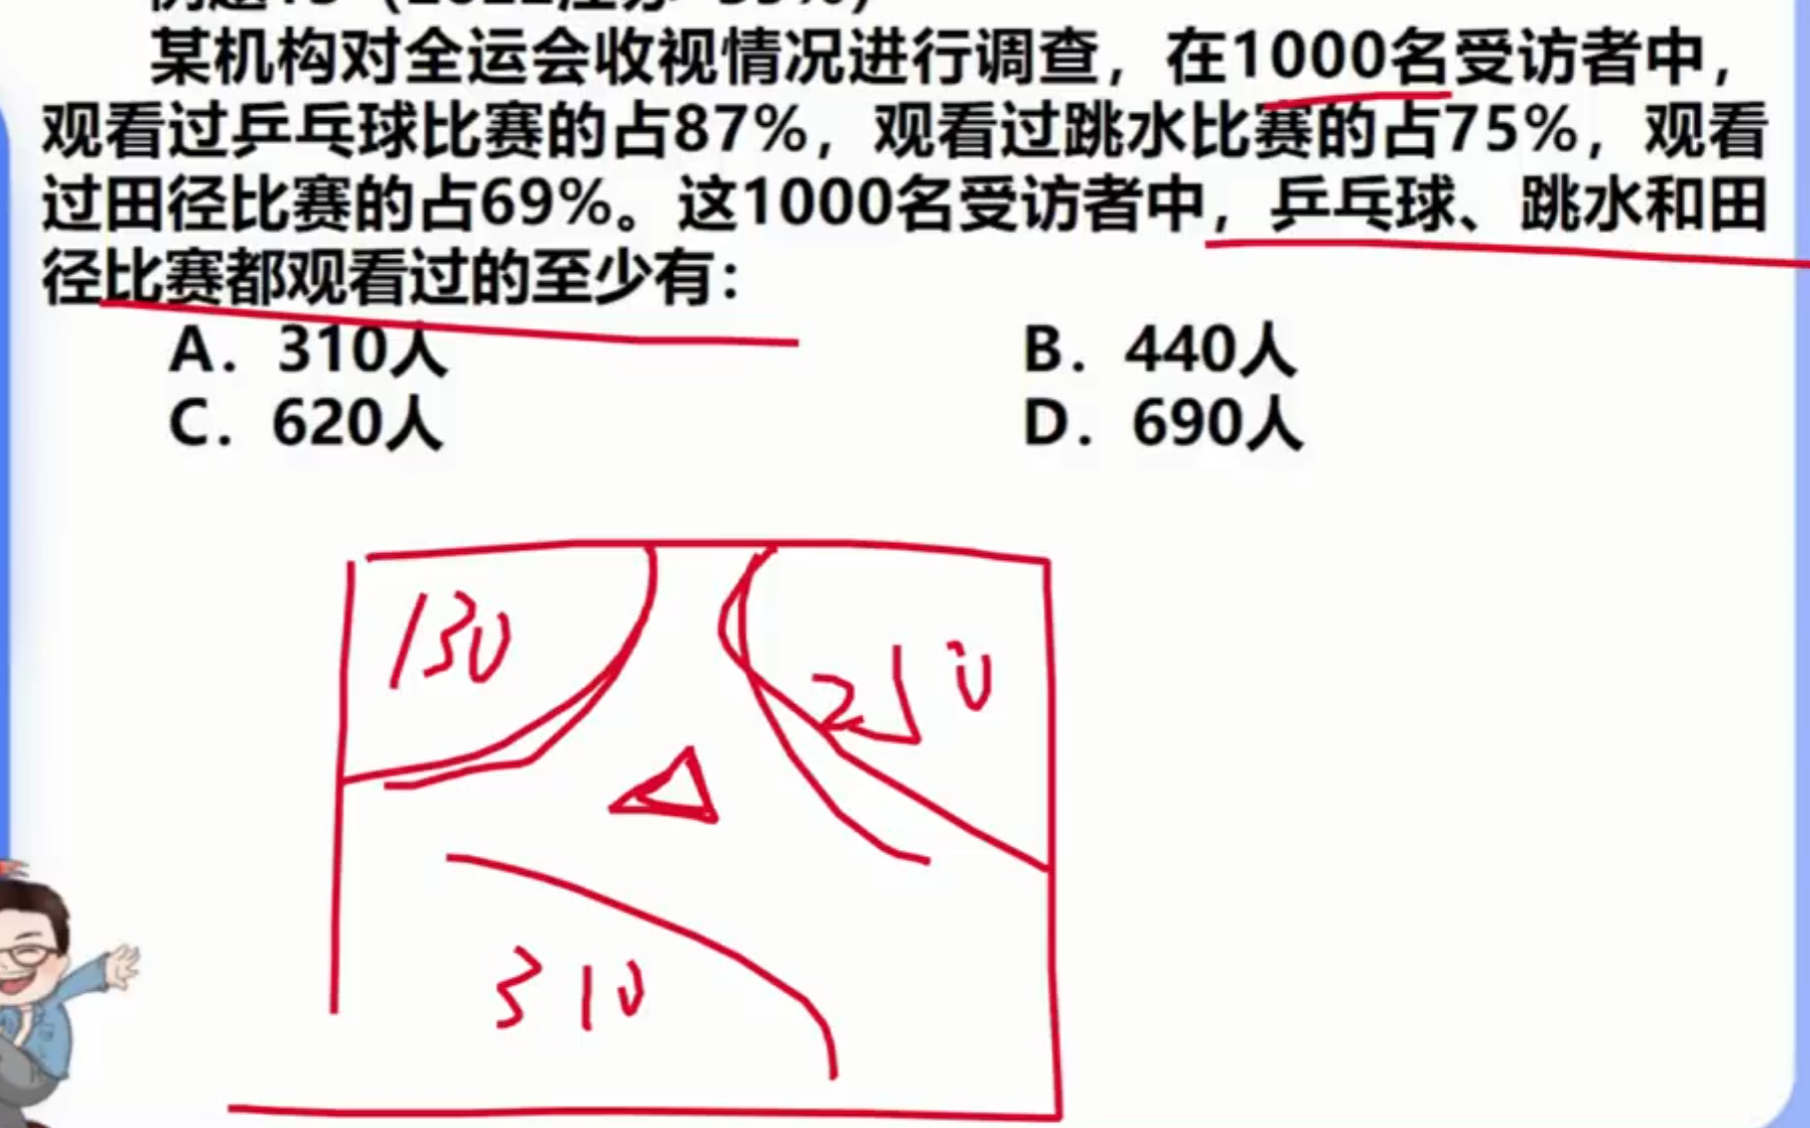 某机构对全运会收视情况进行调查，在1000名受访者中，
观看过乒乓球比赛的占87%，观看过跳水比赛的占75%，观看
过田径比赛的占69%。这1000名受访者中，乒乓球、跳水和田
径比赛都观看过的至少有：
A. 310人 B. 440人
C. 620人 D. 690人
130
250
310